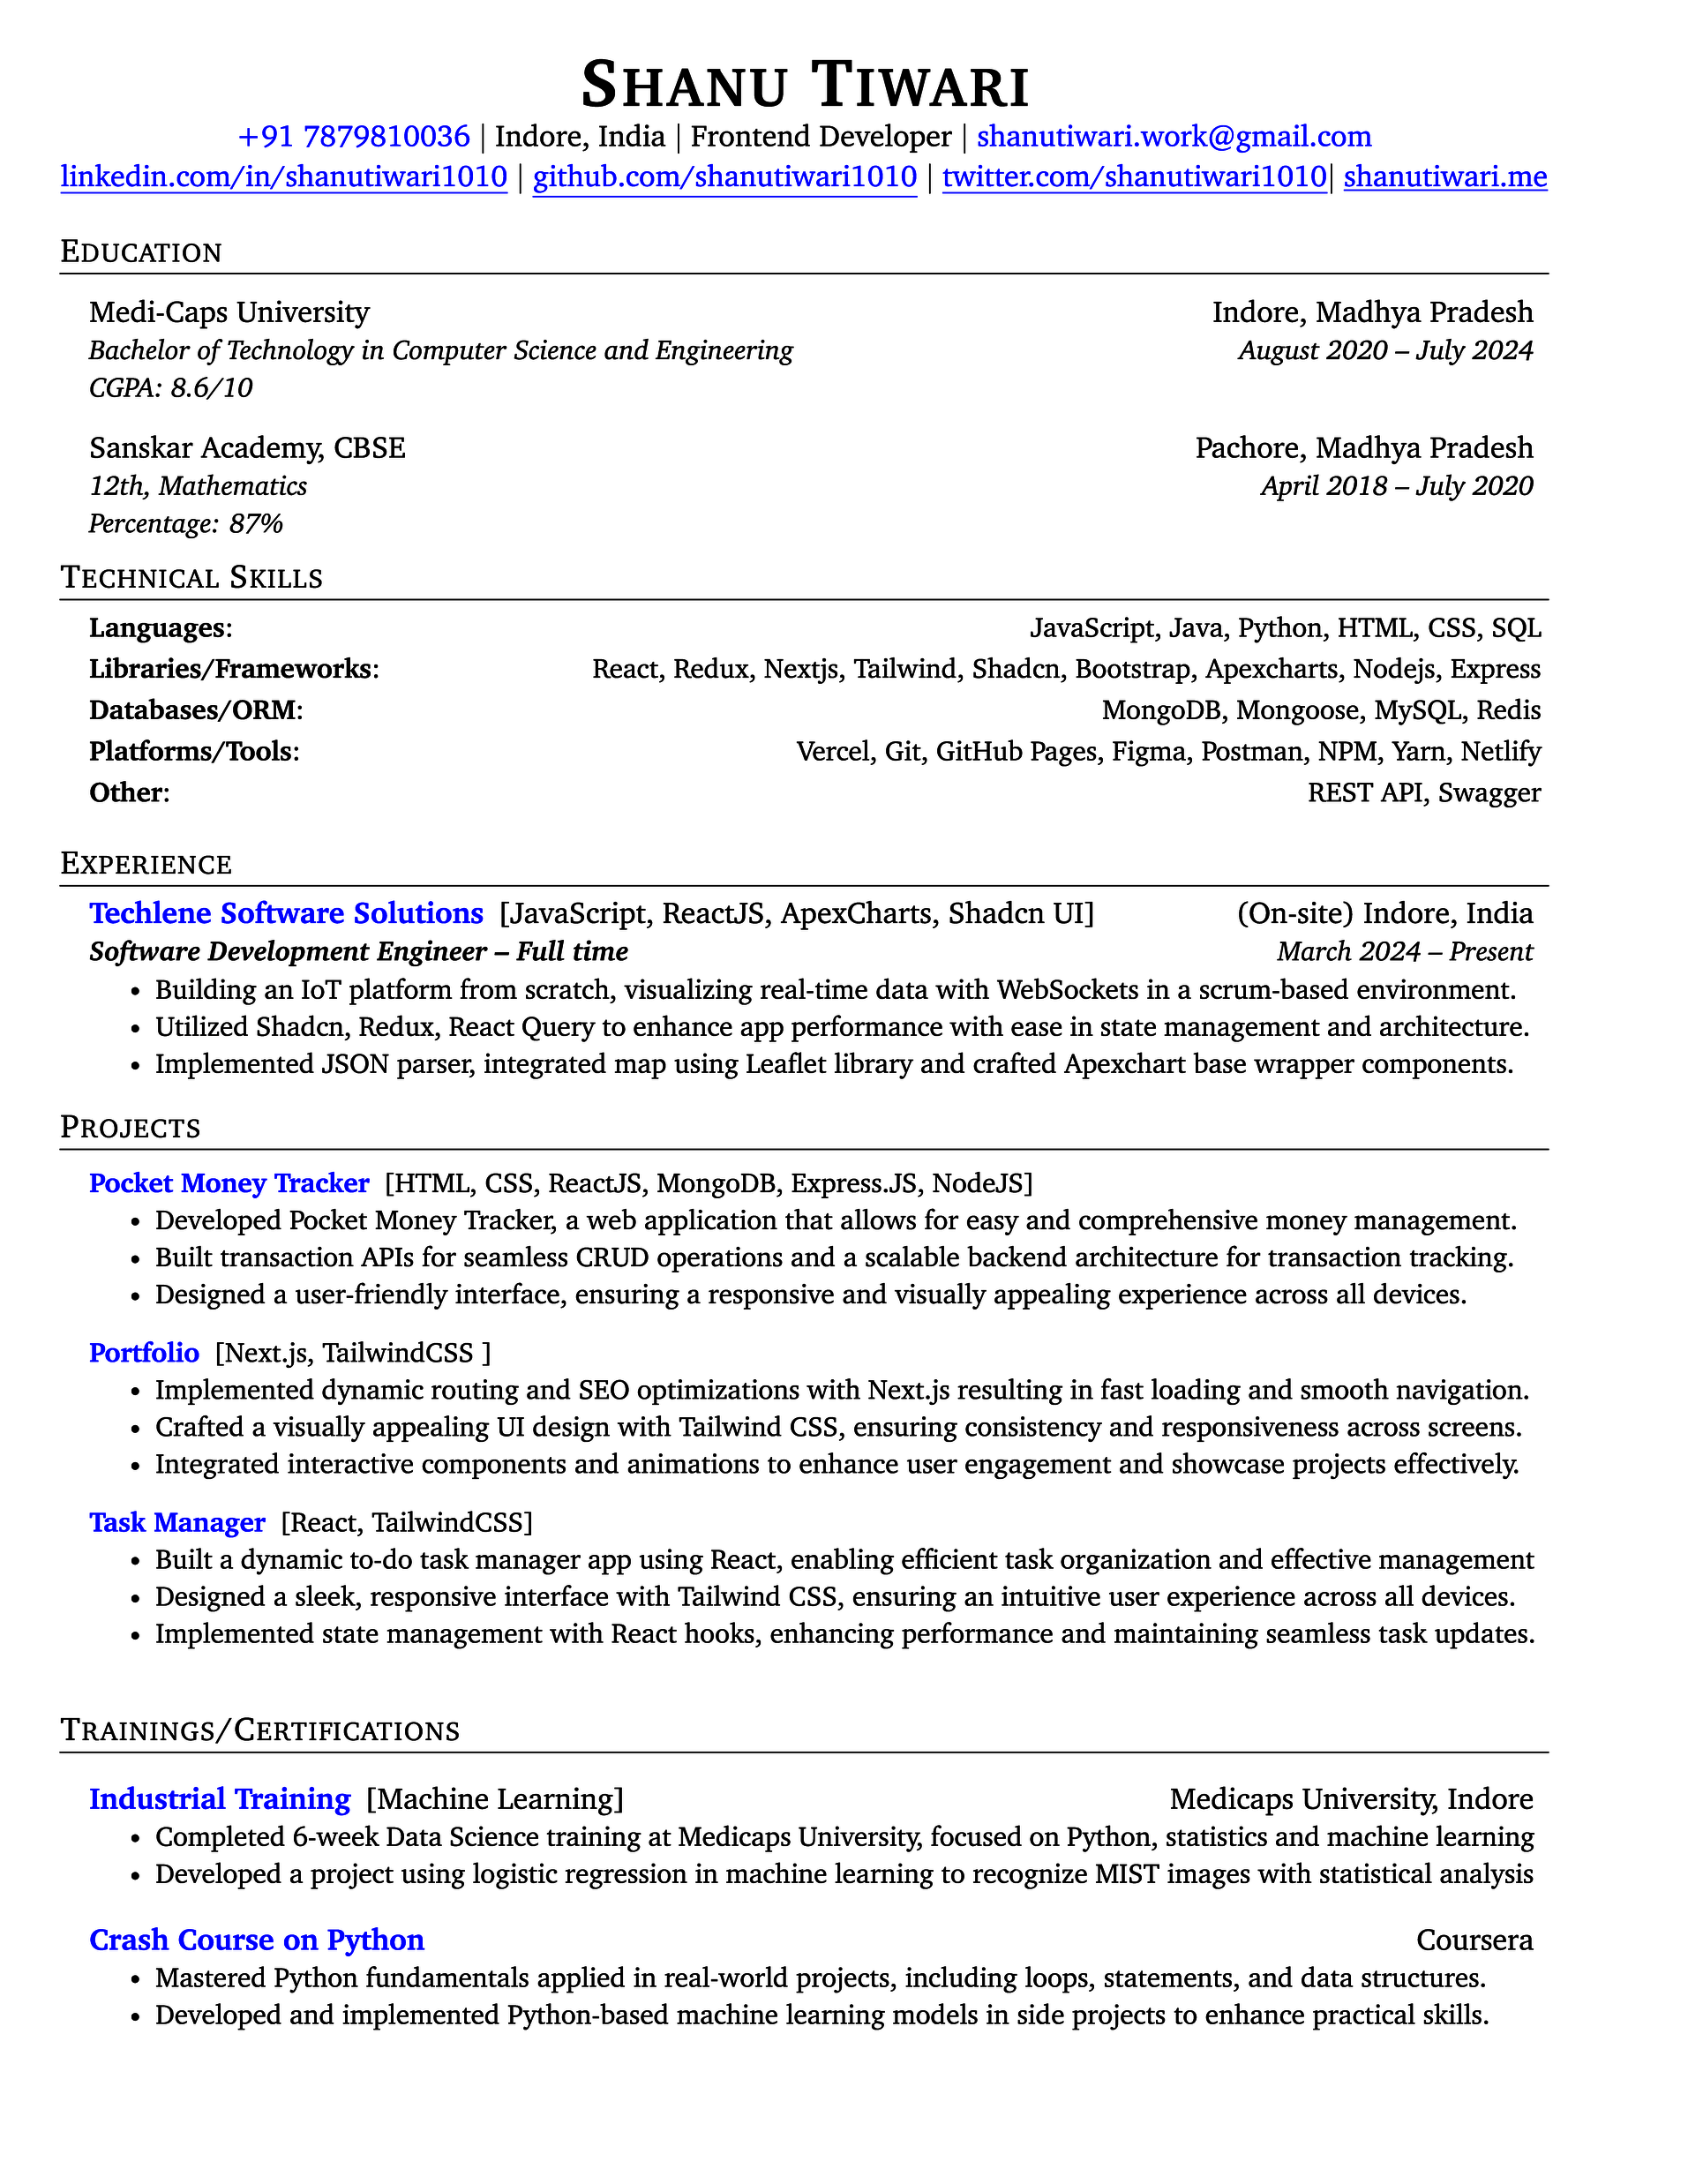 Shanu Tiwari
+91 7879810036 | Indore, India | Frontend Developer | shanutiwari.work@gmail.com
linkedin.com/in/shanutiwari1010 | github.com/shanutiwari1010 | twitter.com/shanutiwari1010| shanutiwari.me
Education
Medi-Caps University Indore, Madhya Pradesh
Bachelor of Technology in Computer Science and Engineering August 2020 – July 2024
CGPA: 8.6/10
Sanskar Academy, CBSE Pachore, Madhya Pradesh
12th, Mathematics April 2018 – July 2020
Percentage: 87%
Technical Skills
Languages: JavaScript, Java, Python, HTML, CSS, SQL
Libraries/Frameworks: React, Redux, Nextjs, Tailwind, Shadcn, Bootstrap, Apexcharts, Nodejs, Express
Databases/ORM: MongoDB, Mongoose, MySQL, Redis
Platforms/Tools: Vercel, Git, GitHub Pages, Figma, Postman, NPM, Yarn, Netlify
Other: REST API, Swagger
Experience
Techlene Software Solutions [JavaScript, ReactJS, ApexCharts, Shadcn UI] (On-site) Indore, India
Software Development Engineer – Full time March 2024 – Present
• Building an IoT platform from scratch, visualizing real-time data with WebSockets in a scrum-based environment.
• Utilized Shadcn, Redux, React Query to enhance app performance with ease in state management and architecture.
• Implemented JSON parser, integrated map using Leaflet library and crafted Apexchart base wrapper components.
Projects
Pocket Money Tracker [HTML, CSS, ReactJS, MongoDB, Express.JS, NodeJS]
• Developed Pocket Money Tracker, a web application that allows for easy and comprehensive money management.
• Built transaction APIs for seamless CRUD operations and a scalable backend architecture for transaction tracking.
• Designed a user-friendly interface, ensuring a responsive and visually appealing experience across all devices.
Portfolio [Next.js, TailwindCSS ]
• Implemented dynamic routing and SEO optimizations with Next.js resulting in fast loading and smooth navigation.
• Crafted a visually appealing UI design with Tailwind CSS, ensuring consistency and responsiveness across screens.
• Integrated interactive components and animations to enhance user engagement and showcase projects effectively.
Task Manager [React, TailwindCSS]
• Built a dynamic to-do task manager app using React, enabling efficient task organization and effective management
• Designed a sleek, responsive interface with Tailwind CSS, ensuring an intuitive user experience across all devices.
• Implemented state management with React hooks, enhancing performance and maintaining seamless task updates.
Trainings/Certifications
Industrial Training [Machine Learning] Medicaps University, Indore
• Completed 6-week Data Science training at Medicaps University, focused on Python, statistics and machine learning
• Developed a project using logistic regression in machine learning to recognize MIST images with statistical analysis
Crash Course on Python Coursera
• Mastered Python fundamentals applied in real-world projects, including loops, statements, and data structures.
• Developed and implemented Python-based machine learning models in side projects to enhance practical skills.